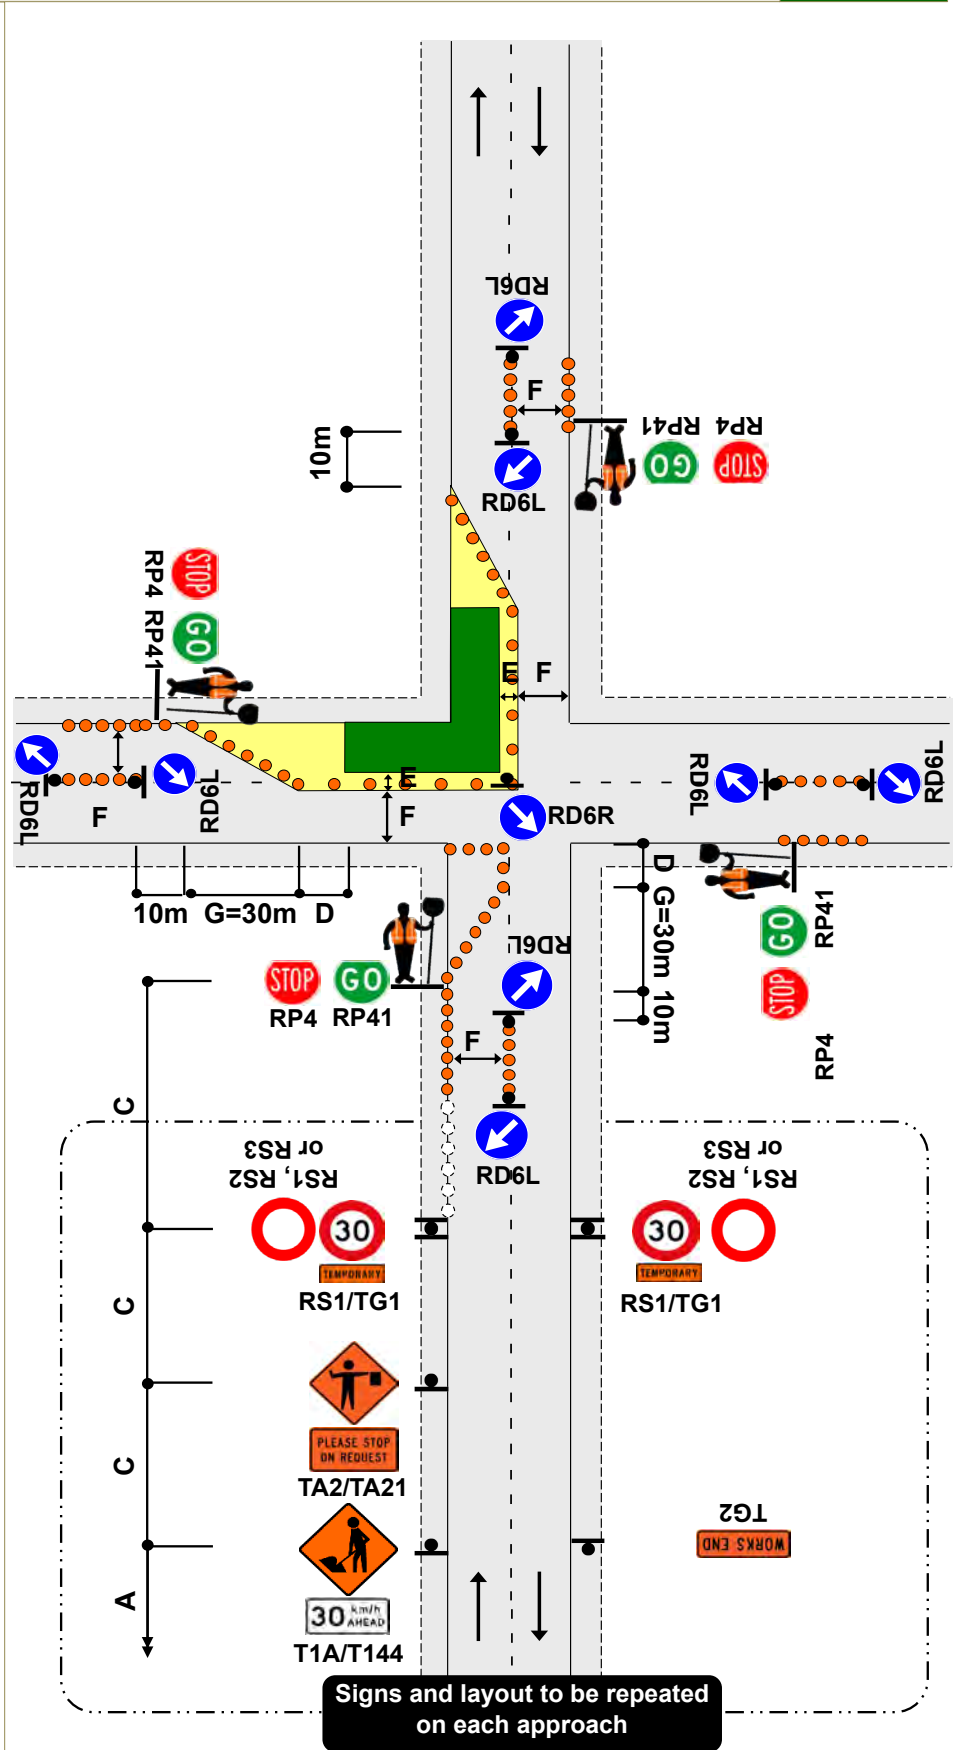 RD6L
F
10m
RP41 RP4
GO STOP
RD6L
RP4 RP41
STOP
GO
E F
RD6L
RD6L
F
E
F
RD6L
RD6L
RD6R
10m G=30m D
D G=30m 10m
GO
RP41
STOP
RP4
RD6L
STOP GO
RP4 RP41
F
C
RD6L
RS1, RS2
or RS3
30
TEMPORARY
RS1/TG1
RS1, RS2
or RS3
30
TEMPORARY
RS1/TG1
C
PLEASE STOP
ON REQUEST
TA2/TA21
C
TG2
WORKS END
A
30 km/h
AHEAD
T1A/T144
Signs and layout to be repeated
on each approach